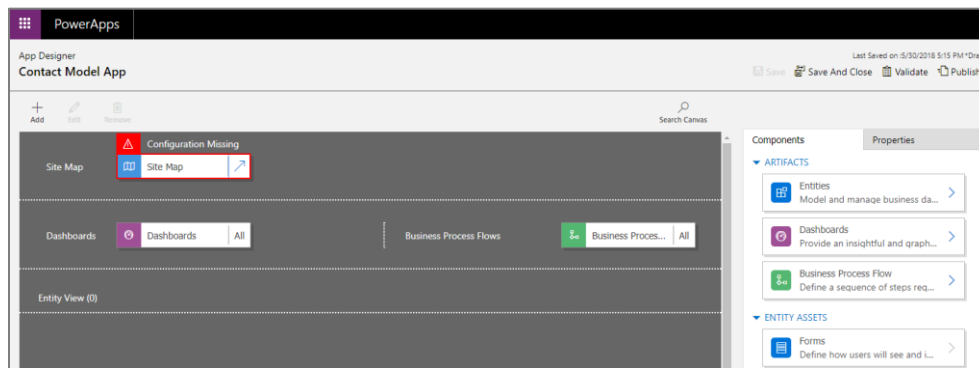 PowerApps
App Designer
Last Saved on :5/30/2018 5:15 PM *Dra
Contact Model App
Save Save And Close Validate Publish
Add Edit Remove Search Canvas
Components Properties
Configuration Missing
Site Map Site Map
ARTIFACTS
Entities
Model and manage business da...
Dashboards Dashboards All Business Process Flows Business Proces... All
Dashboards
Provide an insightful and graph...
Business Process Flow
Define a sequence of steps req...
Entity View (0)
ENTITY ASSETS
Forms
Define how users will see and i...